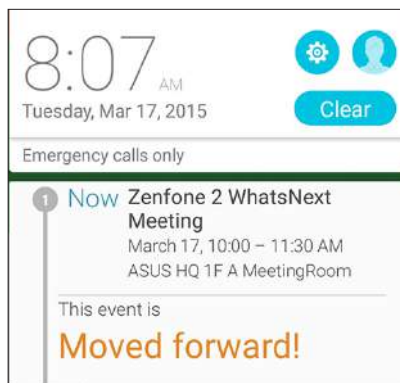 8:07 AM
Tuesday, Mar 17, 2015
Clear
Emergency calls only
1 Now Zenfone 2 WhatsNext
Meeting
March 17, 10:00 – 11:30 AM
ASUS HQ 1F A MeetingRoom
This event is
Moved forward!